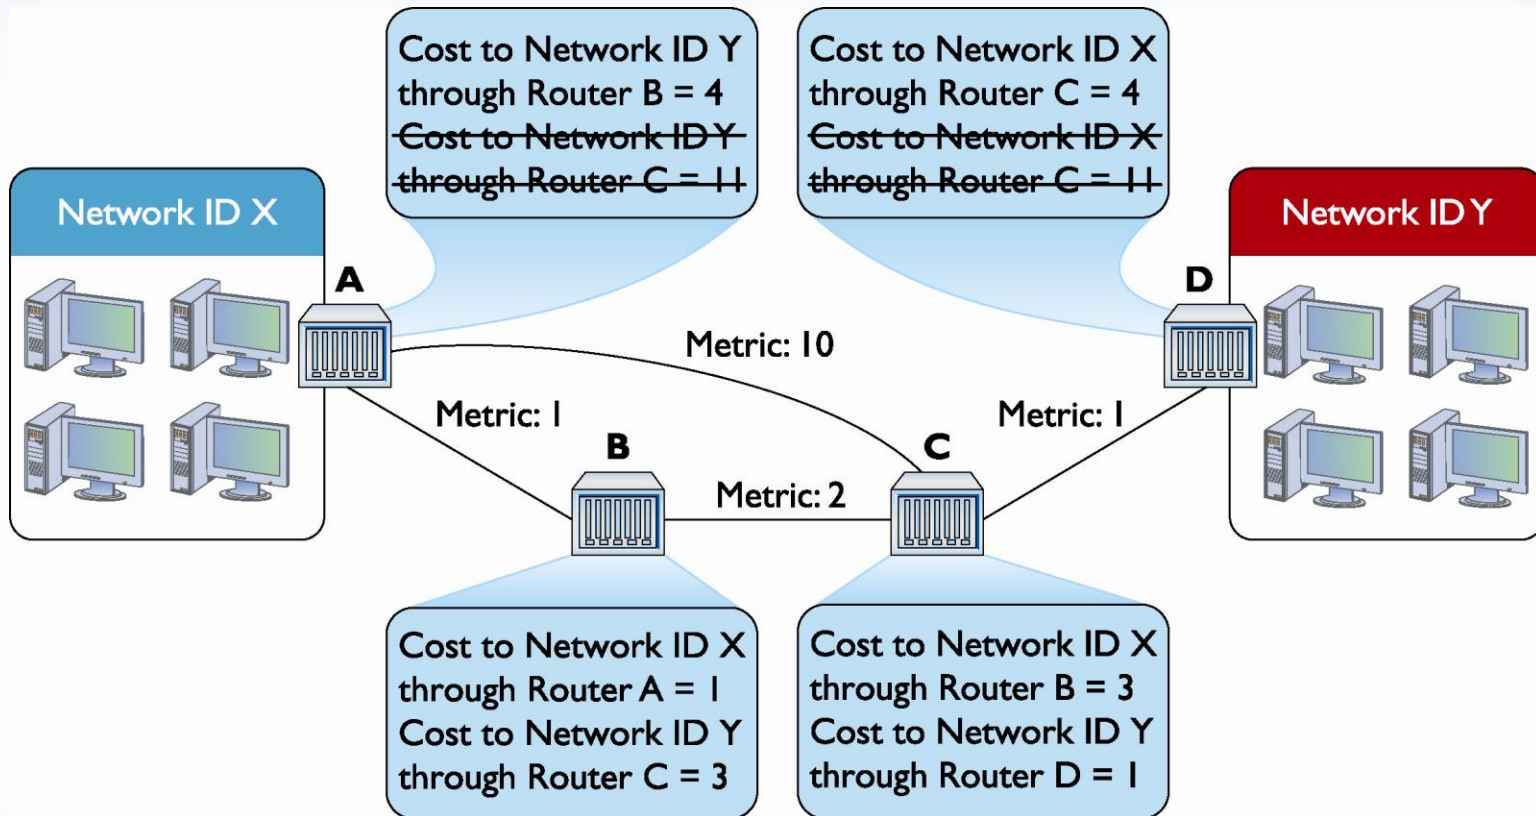 Cost to Network ID Y
through Router B = 4
Cost to Network ID Y
through Router C = 11
Cost to Network ID X
through Router C = 4
Cost to Network ID X
through Router C = 11
Network ID X
Network ID Y
A
D
Metric: 10
Metric: 1
Metric: 1
B
C
Metric: 2
Cost to Network ID X
through Router A = 1
Cost to Network ID Y
through Router C = 3
Cost to Network ID X
through Router B = 3
Cost to Network ID Y
through Router D = 1